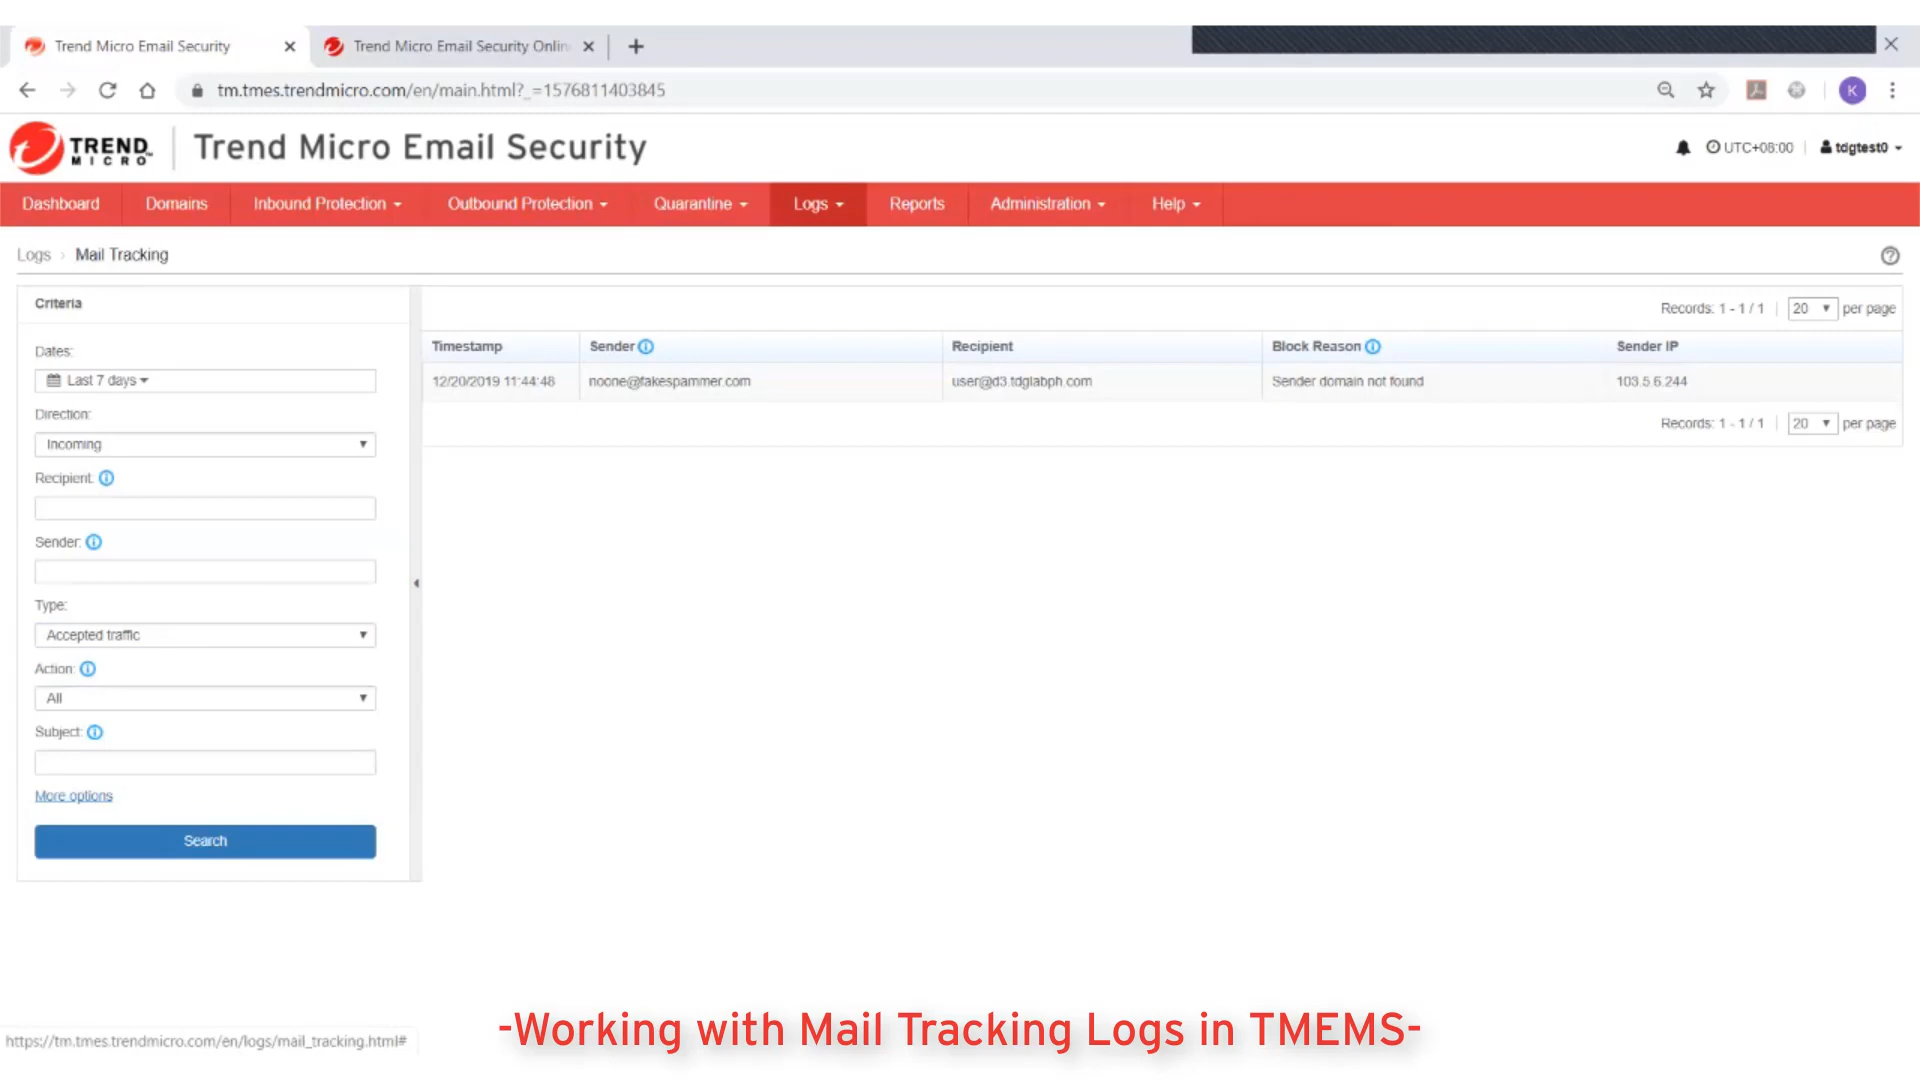 Trend Micro Email Security
Trend Micro Email Security Onlin
tm.tmes.trendmicro.com/en/main.html?_=1576811403845
K
TREND MICRO
Trend Micro Email Security
UTC+08:00
tdgtest0
Dashboard
Domains
Inbound Protection
Outbound Protection
Quarantine
Logs
Reports
Administration
Help
Logs
Mail Tracking
Criteria
Records: 1 - 1 / 1
20
per page
Timestamp
Sender
Recipient
Block Reason
Sender IP
12/20/2019 11:44:48
noone@fakespammer.com
user@d3.tdglabph.com
Sender domain not found
103.5.6.244
Records: 1 - 1 / 1
20
per page
Dates:
Last 7 days
Direction:
Incoming
Recipient:
Sender:
Type:
Accepted traffic
Action:
All
Subject:
More options
Search
https://tm.tmes.trendmicro.com/en/logs/mail_tracking.html#
-Working with Mail Tracking Logs in TMEMS-